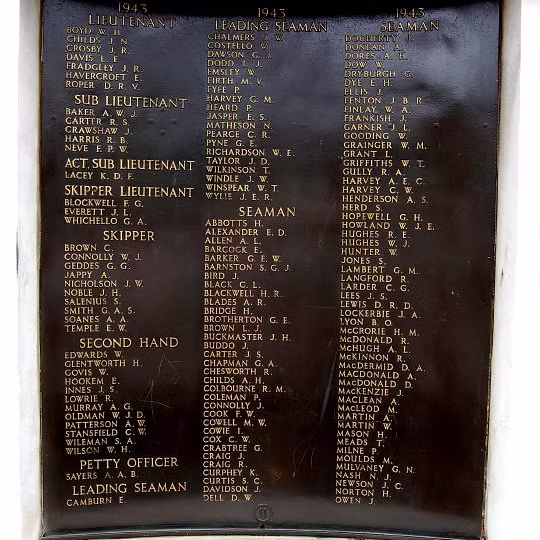 1943
LIEUTENANT
BOYD W. H.
CHILDS J. N.
CROSBY J. R.
DAVIS L. E.
FRADGLEY J. R.
HAVERCROFT E.
ROPER D. R. V.
SUB LIEUTENANT
BAKER A. W. J.
CARTER R. S.
CRAWSHAW J.
HARRIS R. B.
NEVE F. P. W.
ACT. SUB LIEUTENANT
LACEY K. D. F.
SKIPPER LIEUTENANT
BLOCKWELL F. G.
EVERETT J. L.
WHICHELLO G. A.
SKIPPER
BROWN C.
CONNOLLY W. J.
GEDDES G. G.
JAPPY A.
NICHOLSON J. W.
NOBLE J. H.
SALENIUS S.
SMITH G. A. S.
SOANES A. A.
TEMPLE E. W.
SECOND HAND
EDWARDS W.
GLENTWORTH H.
GOVIS W.
HOOKEM E.
INNES J. S.
LOWRIE R.
MURRAY A. G.
OLDMAN W. J. D.
PATTERSON A. W.
STANSFIELD C. W.
WILEMAN S. A.
WILSON W. H.
PETTY OFFICER
SAYERS A. A. B.
LEADING SEAMAN
CAMBURN E.
1943
LEADING SEAMAN
CHALMERS
COSTELLO W.
DAWSON G.
DODD L. J.
EMSLEY W.
FIRTH M. V.
FYFE P.
HARVEY G. M.
HEARD P.
JASPER E. S.
MATHESON N.
PEARCE C. R.
PYNE G. E.
RICHARDSON W. E.
TAYLOR J. D.
WILKINSON T.
WINDLE J. W.
WINSPEAR W. T.
WYLIE J. E. R.
SEAMAN
ABBOTTS H.
ALEXANDER E. D.
ALLEN A. L.
BARCOCK E.
BARKER G. E. W.
BARNSTON S. G. J.
BIRD J.
BLACK C. L.
BLACKWELL H. R.
BLADES A. R.
BRIDGE H.
BROTHERTON G. E.
BROWN L. J.
BUCKMASTER J. H.
BUDDO J.
CARTER J. S.
CHAPMAN G. A.
CHESWORTH R.
CHILDS A. H.
COLBOURNE R. M.
COLEMAN P.
CONNOLLY J.
COOK F. W.
COWELL M. W.
COWIE I.
COX C. W.
CRABTREE G.
CRAIG J.
CRAIG R.
CURPHEY K.
CURTIS S. C.
DAVIDSON J.
DELL D. W.
1943
SEAMAN
DOCHERTY J.
DONLAN A.
DORES A. H.
DOW W.
DRYBURGH G.
DYE E. H.
ELLIS J.
FENTON J. B. R.
FINLAY W. A.
FRANKISH J.
GARNER J. L.
GOODING W.
GRAINGER W. M.
GRANT L.
GRIFFITHS W. T.
GULLY R. A.
HARVEY A. E. C.
HARVEY C. W.
HENDERSON A. S.
HERD S.
HOPEWELL G. H.
HOWLAND W. J. E.
HUGHES R. E.
HUGHES W. J.
HUNTER W.
JONES S.
LAMBERT G. M.
LANGFORD R.
LARDER C. G.
LEES J. S.
LEWIS D. R. D.
LOCKERBIE J. A.
LYON B. O.
McCRORIE H. M.
McDONALD R.
McHUGH A. L.
McKINNON R.
MacDERMID D. A.
MacDONALD A.
MacDONALD D.
MacKENZIE J.
MacLEAN A.
MacLEOD M.
MARTIN A.
MARTIN W.
MASON H.
MEADS T.
MILNE P.
MOULDS M.
MULVANEY G. N.
NASH N. J.
NEWSON J. C.
NORTON H.
OWEN J.